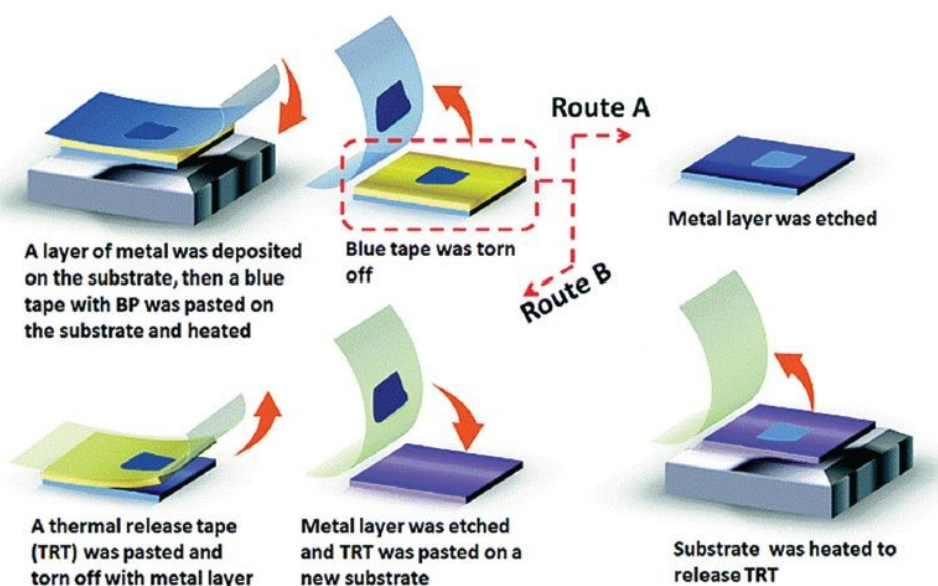 Route A
A layer of metal was deposited
on the substrate, then a blue
tape with BP was pasted on
the substrate and heated
Blue tape was torn
off
Metal layer was etched
Route B
A thermal release tape
(TRT) was pasted and
torn off with metal layer
Metal layer was etched
and TRT was pasted on a
new substrate
Substrate was heated to
release TRT